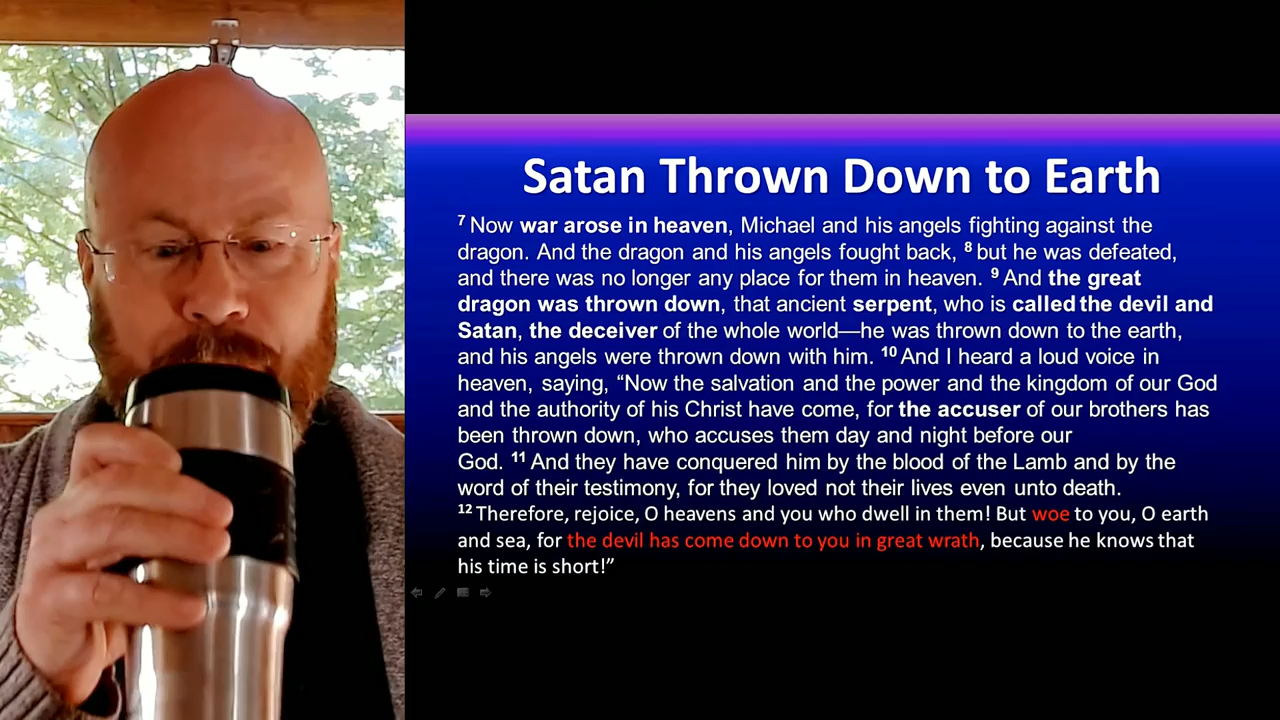 Satan Thrown Down to Earth
7 Now war arose in heaven, Michael and his angels fighting against the
dragon. And the dragon and his angels fought back, 8 but he was defeated,
and there was no longer any place for them in heaven. 9 And the great
dragon was thrown down, that ancient serpent, who is called the devil and
Satan, the deceiver of the whole world—he was thrown down to the earth,
and his angels were thrown down with him. 10 And I heard a loud voice in
heaven, saying, “Now the salvation and the power and the kingdom of our God
and the authority of his Christ have come, for the accuser of our brothers has
been thrown down, who accuses them day and night before our
God. 11 And they have conquered him by the blood of the Lamb and by the
word of their testimony, for they loved not their lives even unto death.
12 Therefore, rejoice, O heavens and you who dwell in them! But woe to you, O earth
and sea, for the devil has come down to you in great wrath, because he knows that
his time is short!”